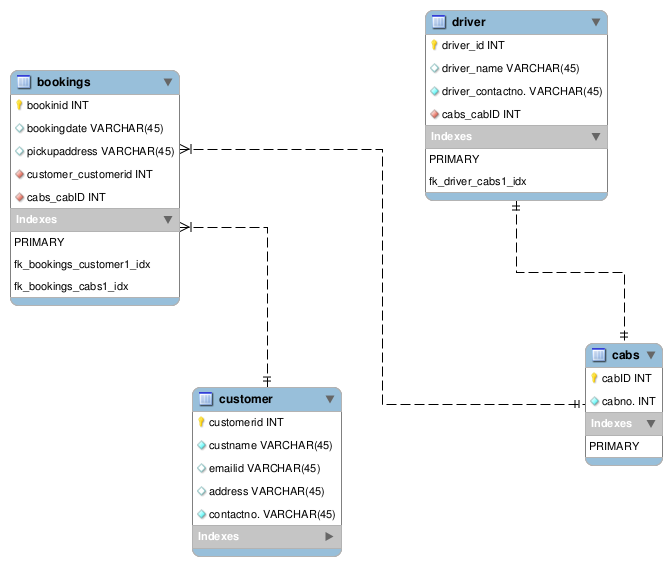 driver
driver_id INT
driver_name VARCHAR(45)
driver_contactno. VARCHAR(45)
cabs_cabID INT
Indexes
PRIMARY
fk_driver_cabs1_idx
bookings
bookinid INT
bookingdate VARCHAR(45)
pickupaddress VARCHAR(45)
customer_customerid INT
cabs_cabID INT
Indexes
PRIMARY
fk_bookings_customer1_idx
fk_bookings_cabs1_idx
cabs
cabID INT
cabno. INT
Indexes
PRIMARY
customer
customerid INT
custname VARCHAR(45)
emailid VARCHAR(45)
address VARCHAR(45)
contactno. VARCHAR(45)
Indexes